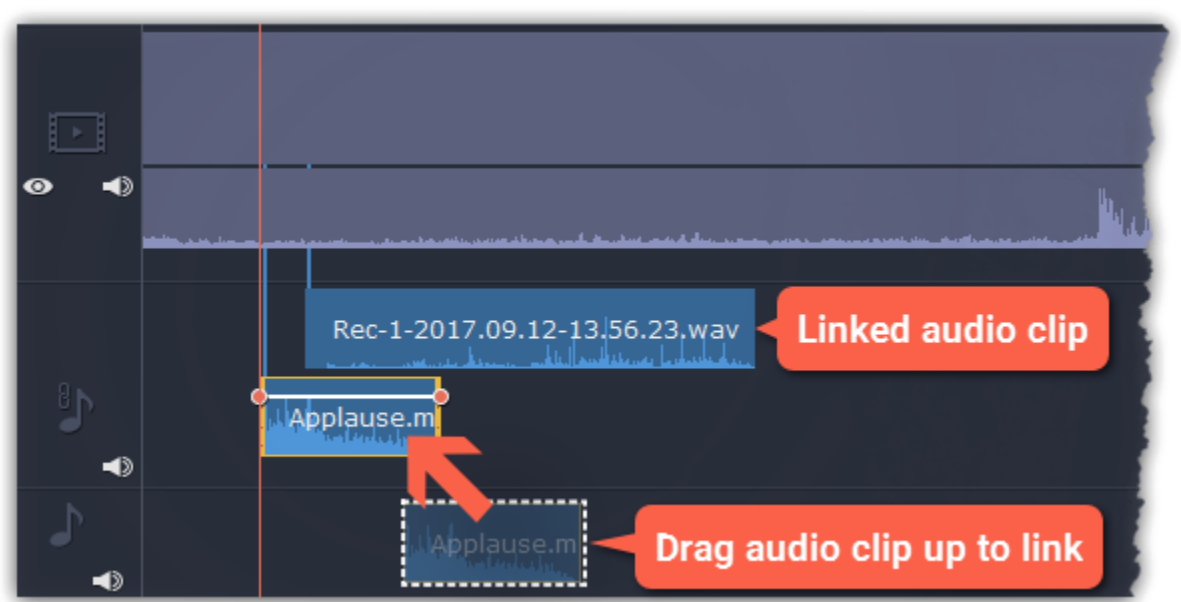 Rec-1-2017.09.12-13.56.23.wav
Linked audio clip
Applause.m
Applause.m
Drag audio clip up to link